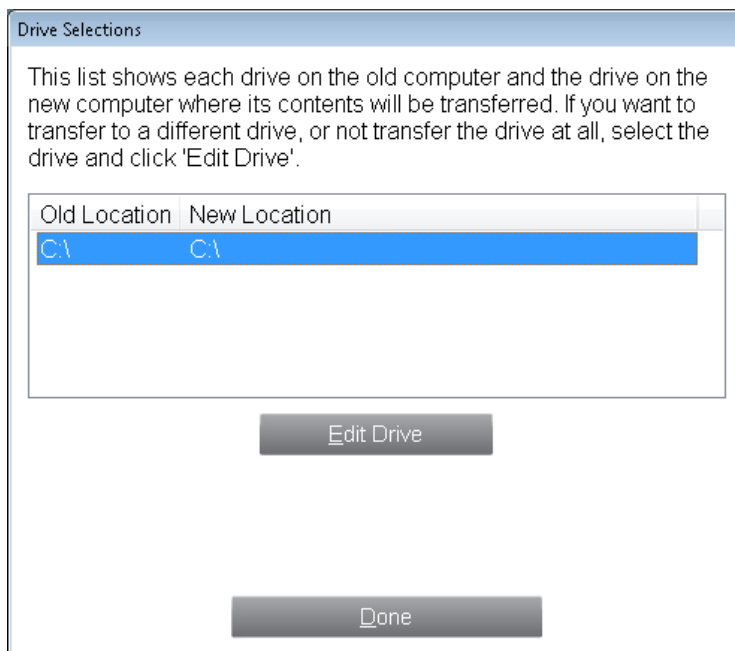 Drive Selections
This list shows each drive on the old computer and the drive on the
new computer where its contents will be transferred. If you want to
transfer to a different drive, or not transfer the drive at all, select the
drive and click 'Edit Drive'.
Old Location New Location
C:\ C:\
Edit Drive
Done